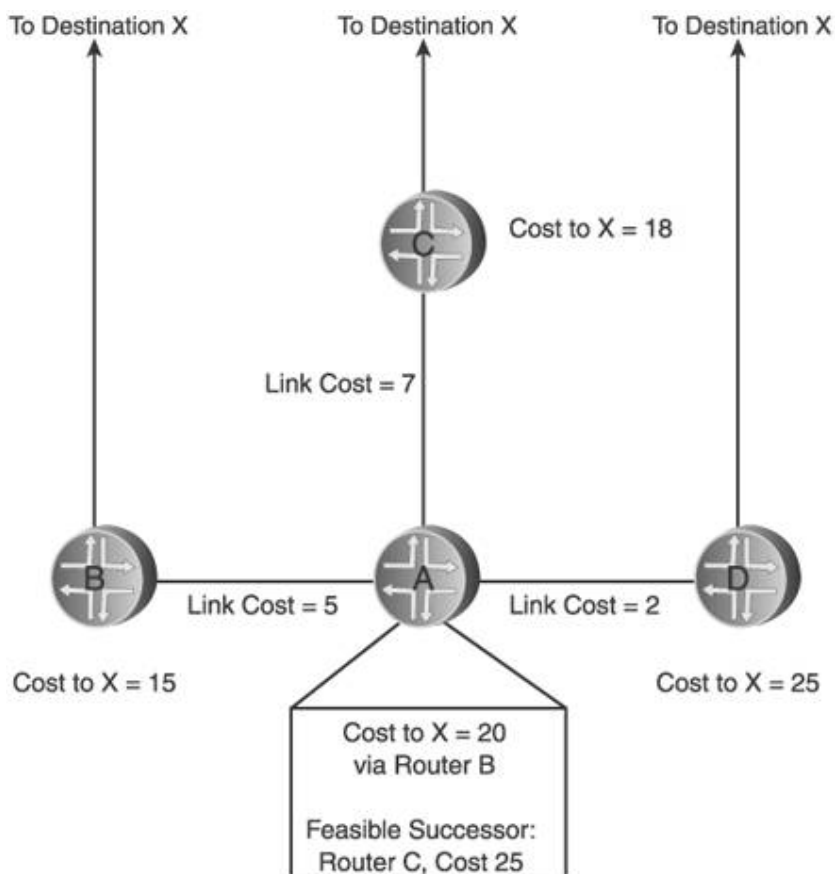 To Destination X
To Destination X
To Destination X
C
Cost to X = 18
Link Cost = 7
B
Link Cost = 5
A
Link Cost = 2
D
Cost to X = 15
Cost to X = 25
Cost to X = 20
via Router B
Feasible Successor:
Router C, Cost 25